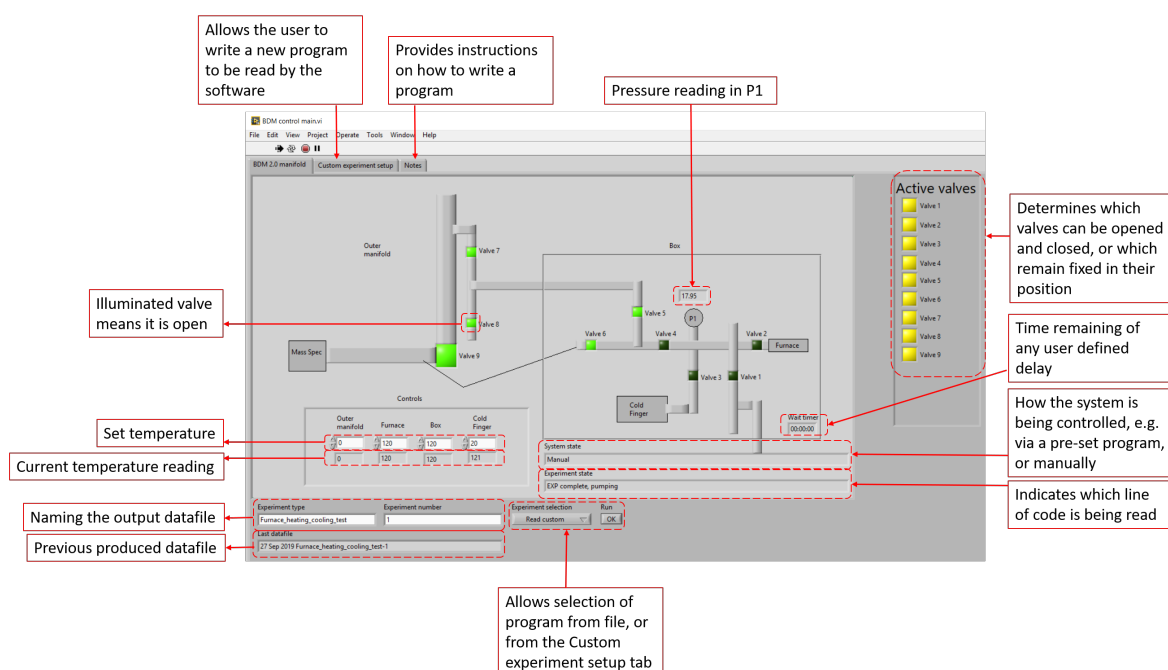 Allows the user to
write a new program
to be read by the
software
Provides instructions
on how to write a
program
Pressure reading in P1
BDM control main.vi
File Edit View Project Operate Tools Window Help
BDM 2.0 manifold
Custom experiment setup
Notes
Active valves
Valve 1
Valve 2
Valve 3
Valve 4
Valve 5
Valve 6
Valve 7
Valve 8
Valve 9
Determines which
valves can be opened
and closed, or which
remain fixed in their
position
Outer
manifold
Valve 7
Box
17.95
P1
Illuminated valve
means it is open
Valve 8
Valve 5
Valve 6
Valve 4
Valve 2
Furnace
Mass Spec
Valve 9
Valve 3
Valve 1
Cold
Finger
Time remaining of
any user defined
delay
Controls
Outer
manifold
Furnace
Box
Cold
Finger
0 120 120 20
0 120 120 121
Set temperature
Current temperature reading
Wait timer
00:00:00
System state
Manual
Experiment state
EXP complete, pumping
How the system is
being controlled, e.g.
via a pre-set program,
or manually
Indicates which line
of code is being read
Naming the output datafile
Experiment type
Furnace_heating_cooling_test
Experiment number
1
Experiment selection
Read custom
Run
OK
Previous produced datafile
Last datafile
27 Sep 2019 Furnace_heating_cooling_test-1
Allows selection of
program from file, or
from the Custom
experiment setup tab